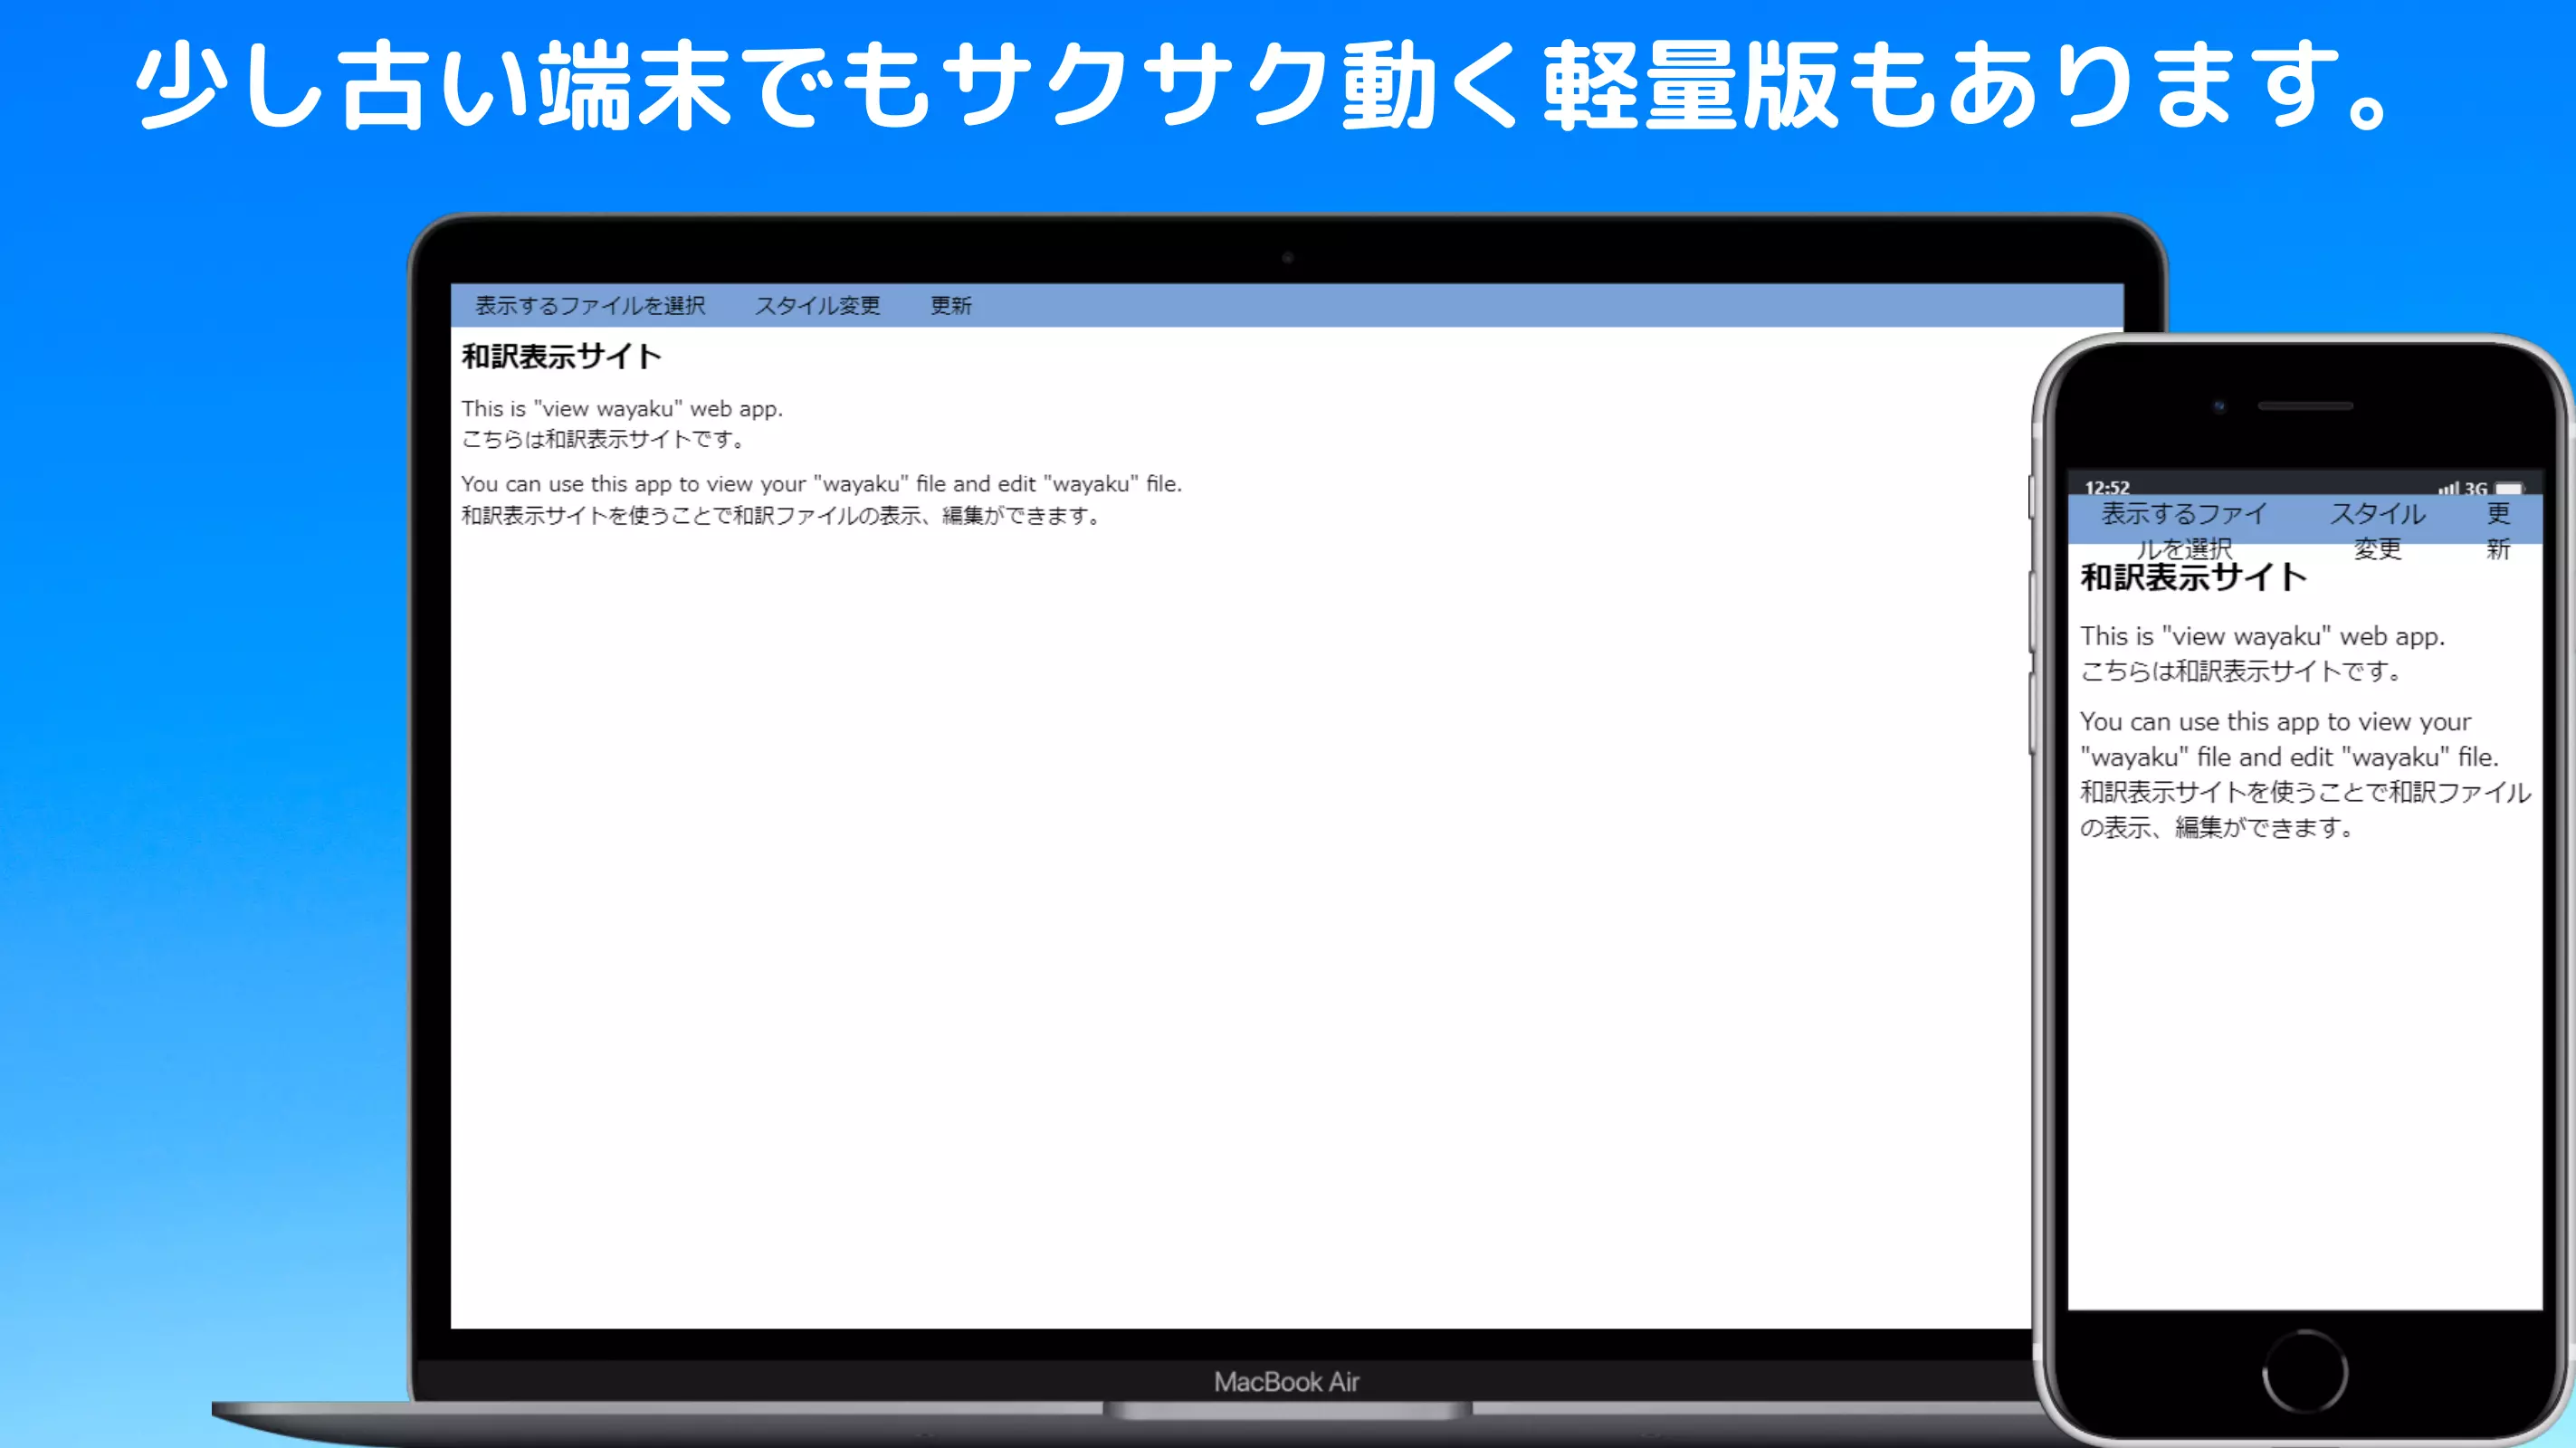 少し古い端末でもサクサク動く軽量版もあります。
表示するファイルを選択 スタイル変更 更新
和訳表示サイト
This is "view wayaku" web app.
こちらは和訳表示サイトです。
You can use this app to view your "wayaku" file and edit "wayaku" file.
和訳表示サイトを使うことで和訳ファイルの表示、編集ができます。
MacBook Air
12:52 3G
表示するファイ スタイル 更
ルを選択 変更 新
和訳表示サイト
This is "view wayaku" web app.
こちらは和訳表示サイトです。
You can use this app to view your
"wayaku" file and edit "wayaku" file.
和訳表示サイトを使うことで和訳ファイル
の表示、編集ができます。